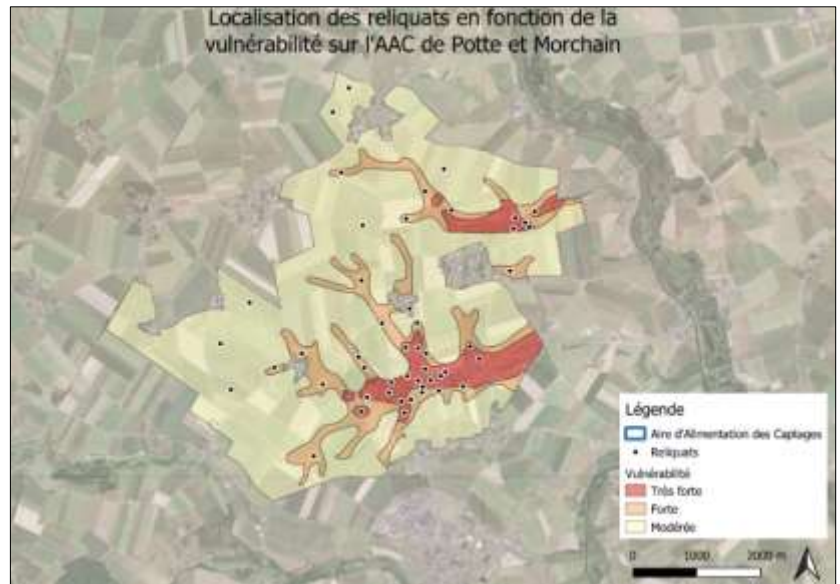 Localisation des reliquats en fonction de la
vulnérabilité sur l'AAC de Potte et Morchain
Légende
Aire d'Alimentation des Captages
Reliquats
Vulnérabilité
Très forte
Forte
Modérée
0 1000 2000 m